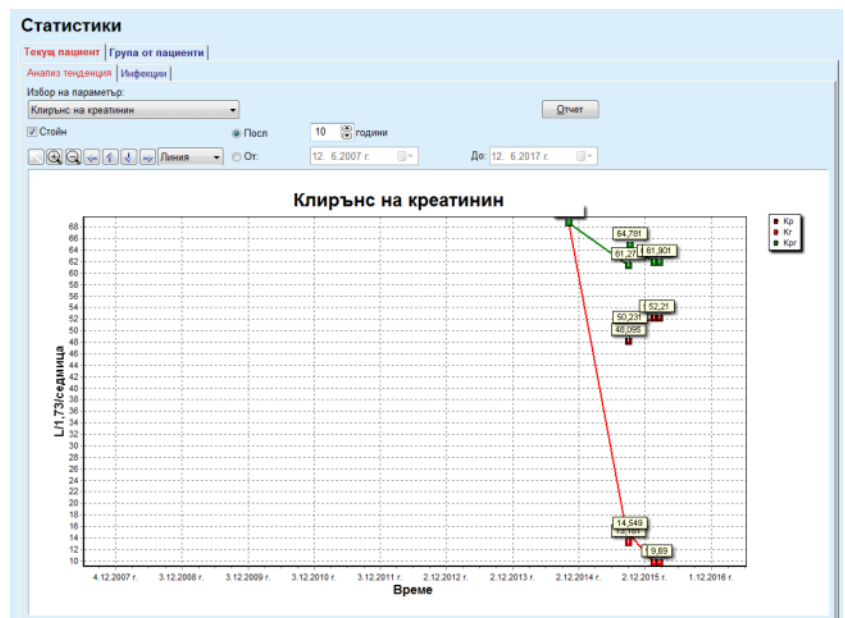 Статистики
Текущ пациент Група от пациенти
Анализ тенденция Инфекции
Избор на параметър:
Клирънс на креатинин
Отчет
Стойн
Посл 10 години
Линия
От: 12. 6.2007 г. До: 12. 6.2017 г.
Клирънс на креатинин
Кр
Кг
Крг
68
64
62
60
58
56
54
52
50
48
46
44
42
40
38
36
34
32
30
28
26
24
22
20
18
16
14
12
10
64,781
61,27
61,901
52,21
50,231
48,095
14,549
9,69
L/1,73/седмица
4.12.2007 г. 3.12.2008 г. 3.12.2009 г. 3.12.2010 г. 3.12.2011 г. 2.12.2012 г. 2.12.2013 г. 2.12.2014 г. 2.12.2015 г. 1.12.2016 г.
Време